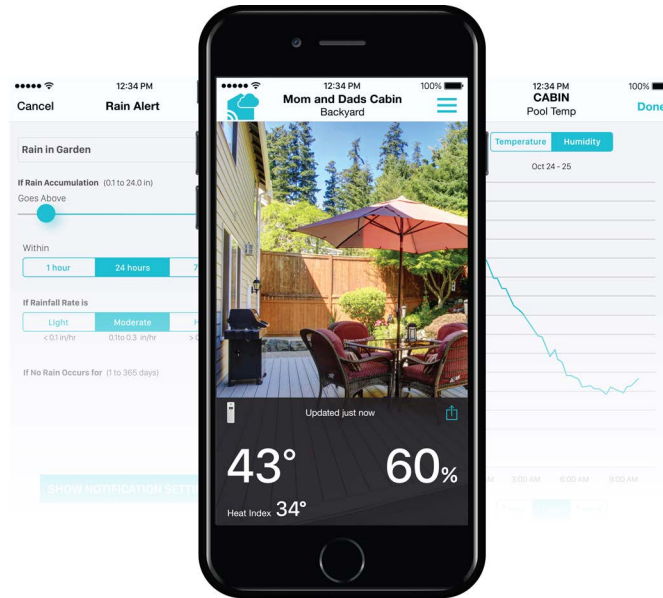 12:34 PM
Cancel
Rain Alert
Rain in Garden
If Rain Accumulation (0.1 to 24.0 in)
Goes Above
Within
1 hour
24 hours
7
If Rainfall Rate is
Light
Moderate
< 0.1 in/hr
0.1to 0.3 in/hr
If No Rain Occurs for (1 to 365 days)
SHOW NOTIFICATION SETTI
12:34 PM
100%
Mom and Dads Cabin
Backyard
Updated just now
43°
60%
Heat Index 34°
12:34 PM
100%
CABIN
Done
Pool Temp
Temperature
Humidity
Oct 24 - 25
3:00 AM
6:00 AM
9:00 AM